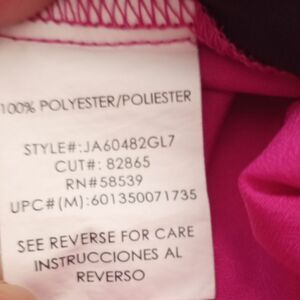 100% POLYESTER/POLIESTER
STYLE#:JA60482GL7
CUT#: 82865
RN#58539
UPC#(M):601350071735
SEE REVERSE FOR CARE
INSTRUCCIONES AL
REVERSO